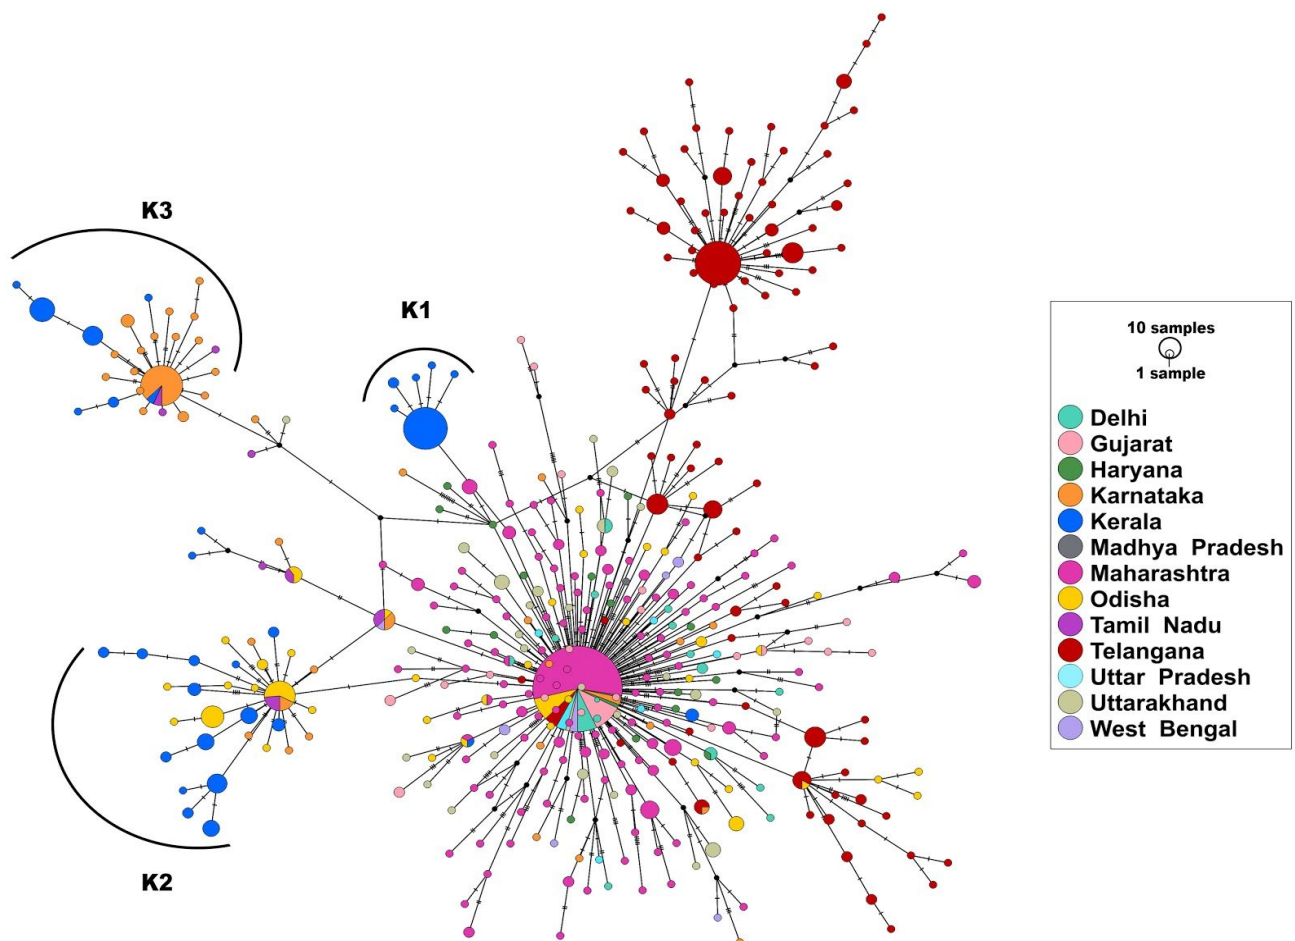 K3
K1
K2
10 samples
1 sample
Delhi
Gujarat
Haryana
Karnataka
Kerala
Madhya Pradesh
Maharashtra
Odisha
Tamil Nadu
Telangana
Uttar Pradesh
Uttarakhand
West Bengal